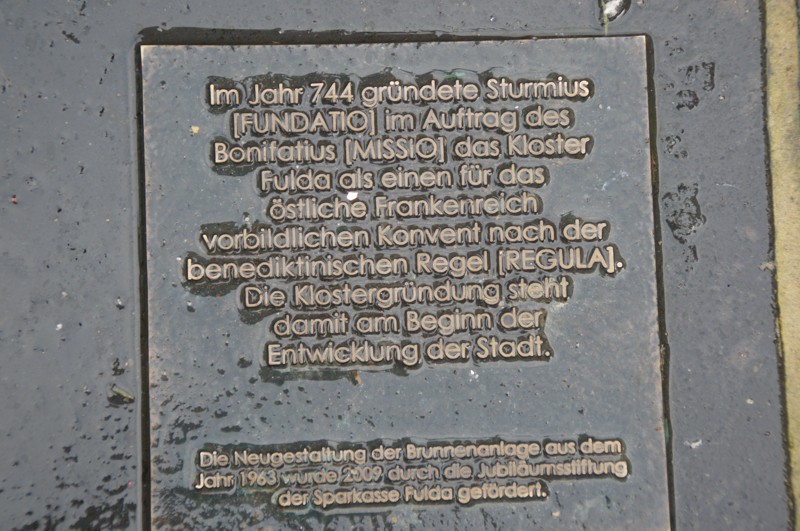 Im Jahr 744 gründete Sturmius
[FUNDATIO] im Auftrag des
Bonifatius [MISSIO] das Kloster
Fulda als einen für das
östliche Frankenreich
vorbildlichen Konvent nach der
benediktinischen Regel [REGULA].
Die Klostergründung steht
damit am Beginn der
Entwicklung der Stadt.
Die Neugestaltung der Brunnenanlage aus dem
Jahr 1963 wurde 2009 durch die Jubiläumsstiftung
der Sparkasse Fulda gefördert.